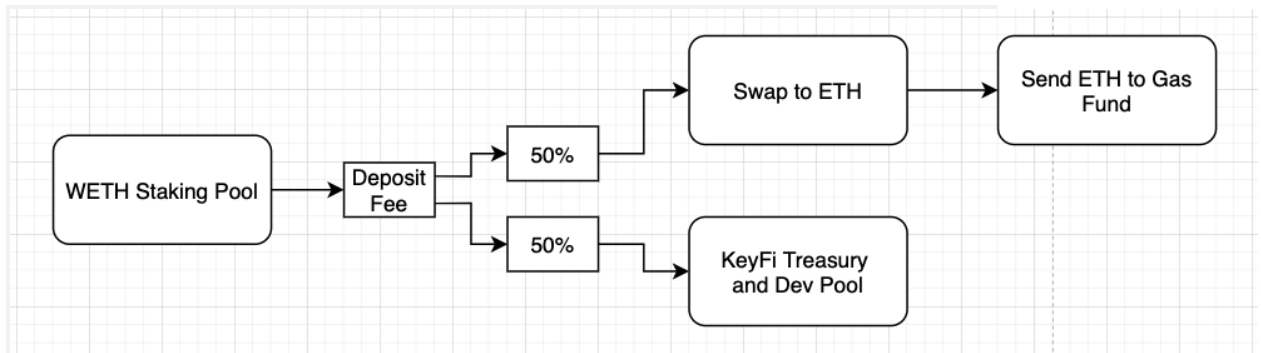 WETH Staking Pool
Deposit
Fee
50%
50%
Swap to ETH
KeyFi Treasury
and Dev Pool
Send ETH to Gas
Fund